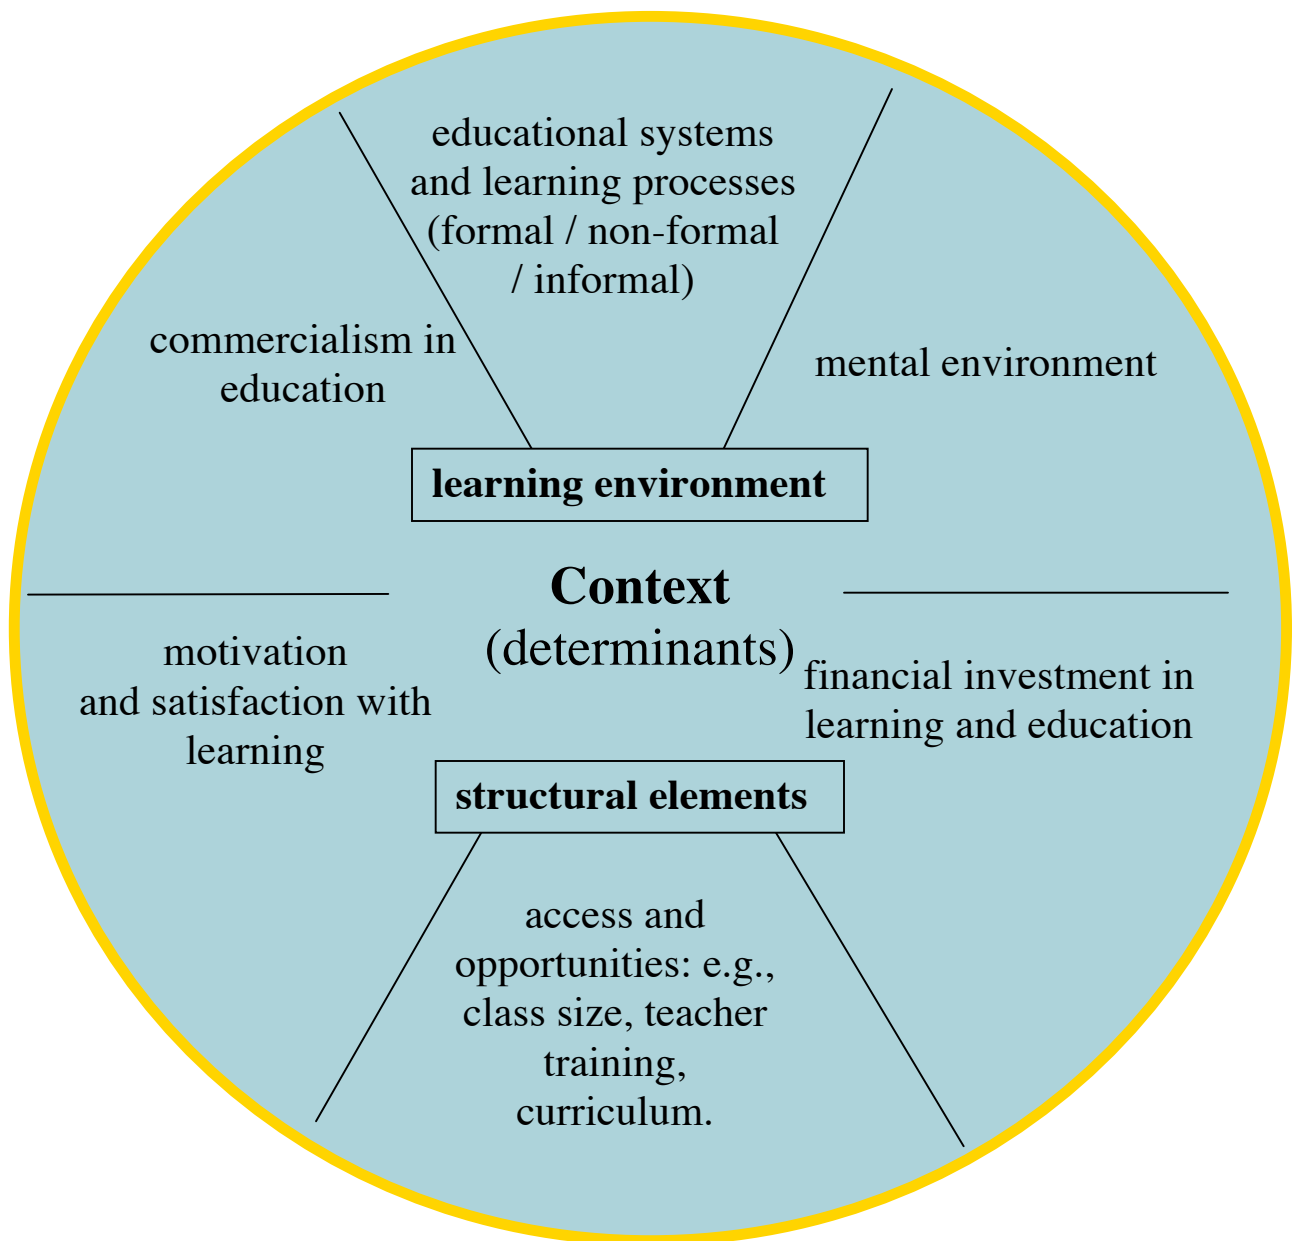 educational systems
and learning processes
(formal / non-formal
/ informal)
commercialism in
education
mental environment
learning environment
Context
(determinants)
motivation
and satisfaction with
learning
financial investment in
learning and education
structural elements
access and
opportunities: e.g.,
class size, teacher
training,
curriculum.